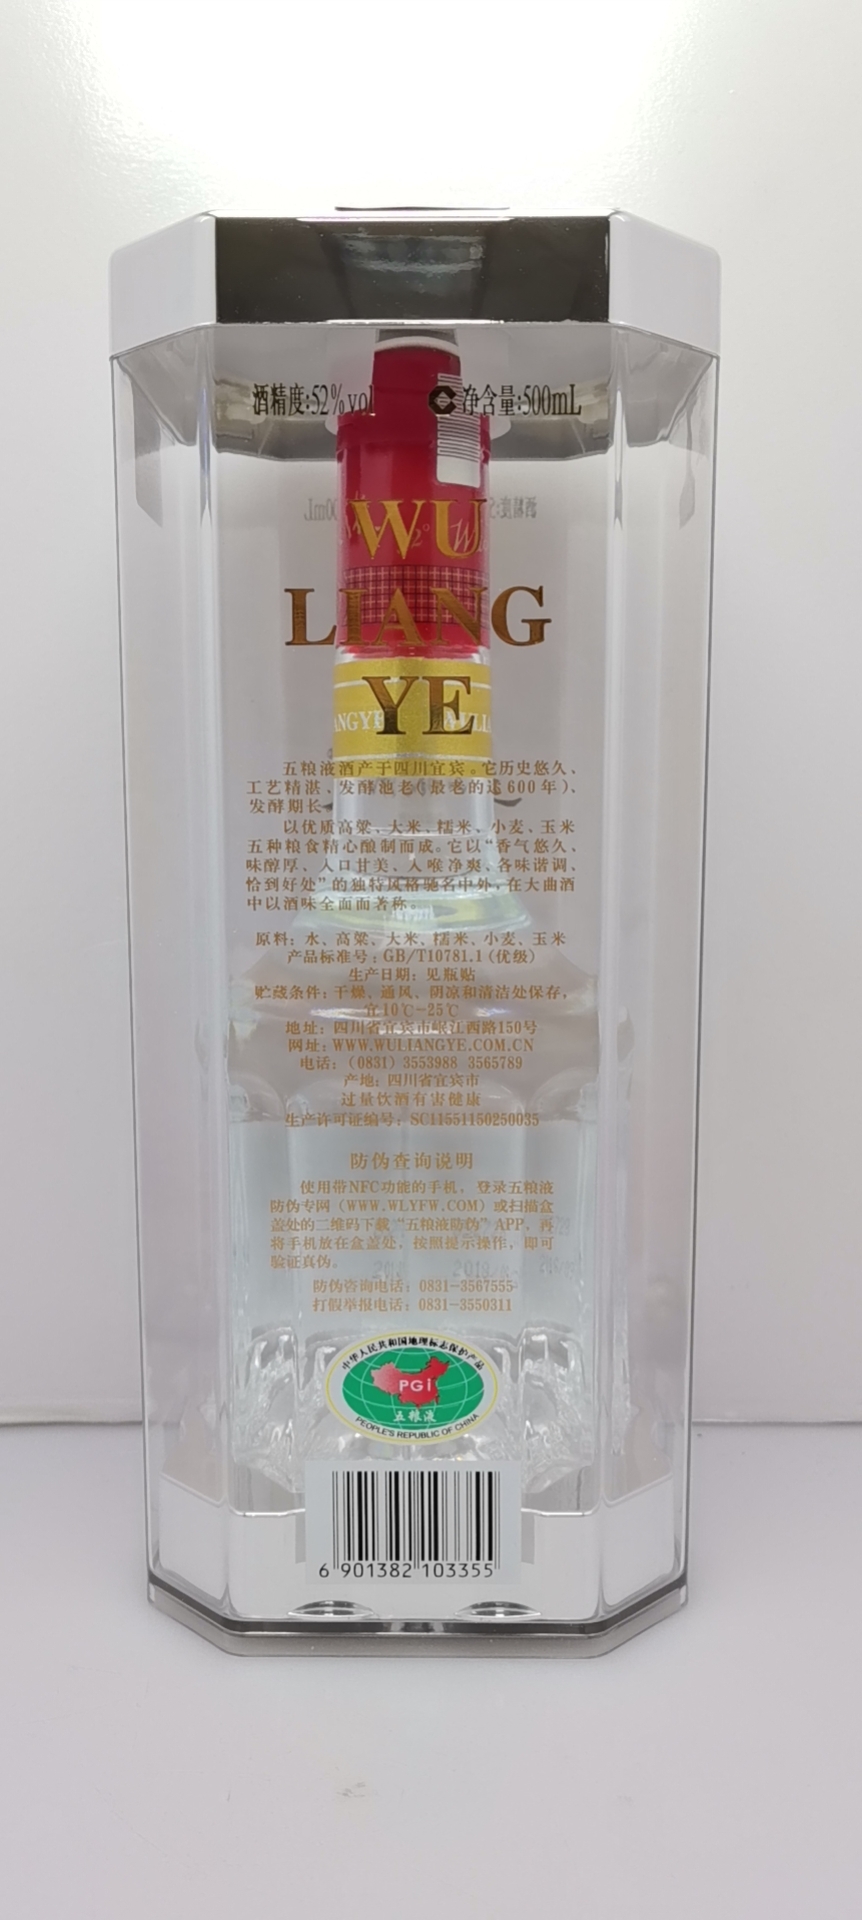 酒精度:52%vol
净含量:500mL
WU
LIANG
YE
五粮液酒产于四川宜宾。它历史悠久、
工艺精湛、发酵池老(最老的达600年)、
发酵期长
以优质高粱、大米、糯米、小麦、玉米
五种粮食精心酿制而成。它以“香气悠久、
味醇厚、入口甘美、入喉净爽、各味谐调、
恰到好处”的独特风格驰名中外,在大曲酒
中以酒味全面而著称。
原料: 水、高粱、大米、糯米、小麦、玉米
产品标准号: GB/T10781.1 (优级)
生产日期: 见瓶贴
贮藏条件: 干燥、通风、阴凉和清洁处保存,
宜10℃-25℃
地址: 四川省宜宾市岷江西路150号
网址: WWW.WULIANGYE.COM.CN
电话: (0831) 3553988 3565789
产地: 四川省宜宾市
过量饮酒有害健康
生产许可证编号: SC11551150250035
防伪查询说明
使用带NFC功能的手机, 登录五粮液
防伪专网 (WWW.WLYFW.COM) 或扫描盒
盖处的二维码下载“五粮液防伪”APP, 再
将手机放在盒盖处, 按照提示操作, 即可
验证真伪。
防伪咨询电话: 0831-3567555
打假举报电话: 0831-3550311
中华人民共和国地理标志保护产品
PGi
五粮液
PEOPLE'S REPUBLIC OF CHINA
6 901382 103355